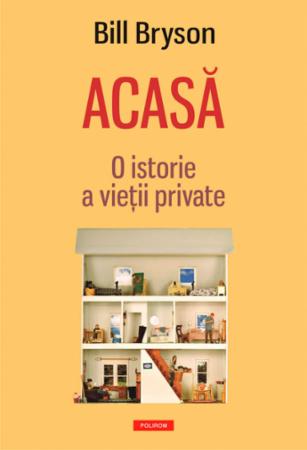 Bill Bryson
ACASĂ
O istorie
a vieții private
POLIROM